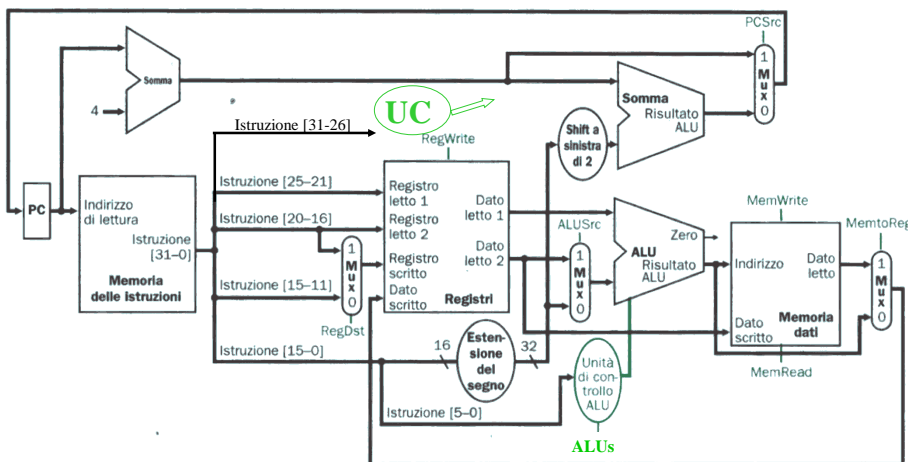 PCSrc
1
Mux
0
Somma
4
UC
Somma
Risultato
ALU
Istruzione [31-26]
Shift a
sinistra
di 2
RegWrite
PC
Indirizzo
di lettura
Istruzione
[31–0]
Memoria
delle istruzioni
Istruzione [25–21]
Istruzione [20–16]
Istruzione [15–11]
Istruzione [15–0]
Istruzione [5–0]
1
Mux
0
RegDst
Registro
letto 1
Registro
letto 2
Registro
scritto
Dato
scritto
Dato
letto 1
Dato
letto 2
Registri
16
Esten-
sione
del
segno
32
ALUSrc
1
Mux
0
Zero
ALU
Risultato
ALU
Unità
di con-
trollo
ALU
ALUs
MemWrite
Indirizzo
Dato
letto
Dato
scritto
Memoria
dati
MemRead
MemtoReg
1
Mux
0